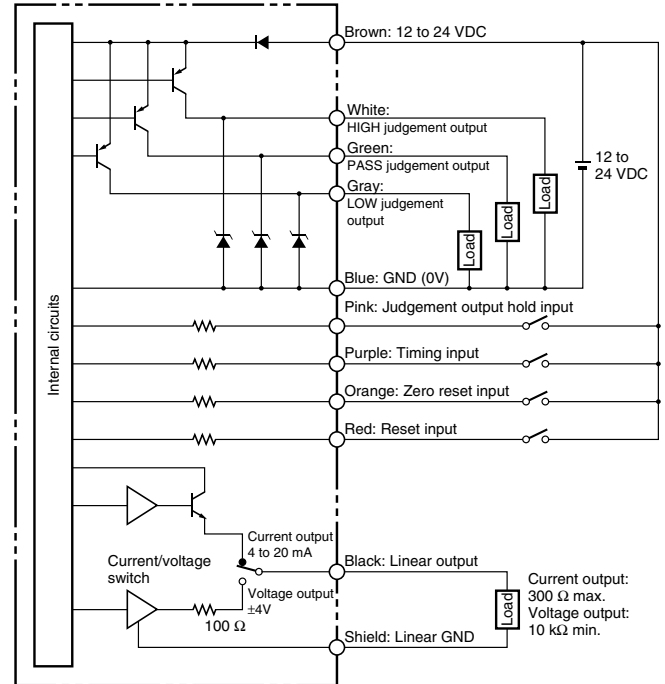 Brown: 12 to 24 VDC
White:
HIGH judgement output
Green:
PASS judgement output
Gray:
LOW judgement
output
Load
Load
Load
12 to
24 VDC
Blue: GND (0V)
Internal circuits
Pink: Judgement output hold input
Purple: Timing input
Orange: Zero reset input
Red: Reset input
Current output
4 to 20 mA
Current/voltage
switch
Black: Linear output
Voltage output
±4V
100 Ω
Load
Current output:
300 Ω max.
Voltage output:
10 kΩ min.
Shield: Linear GND